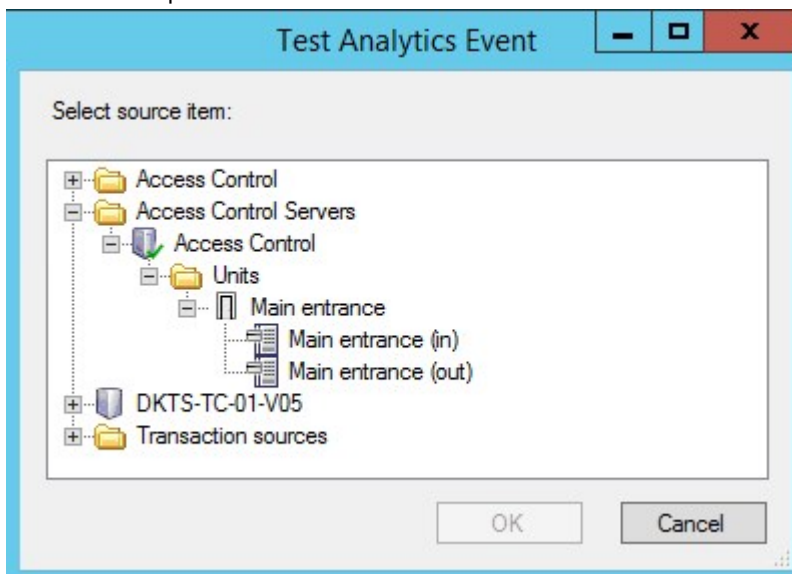 Test Analytics Event
Select source item:
Access Control
Access Control Servers
Access Control
Units
Main entrance
Main entrance (in)
Main entrance (out)
DKTS-TC-01-V05
Transaction sources
OK
Cancel